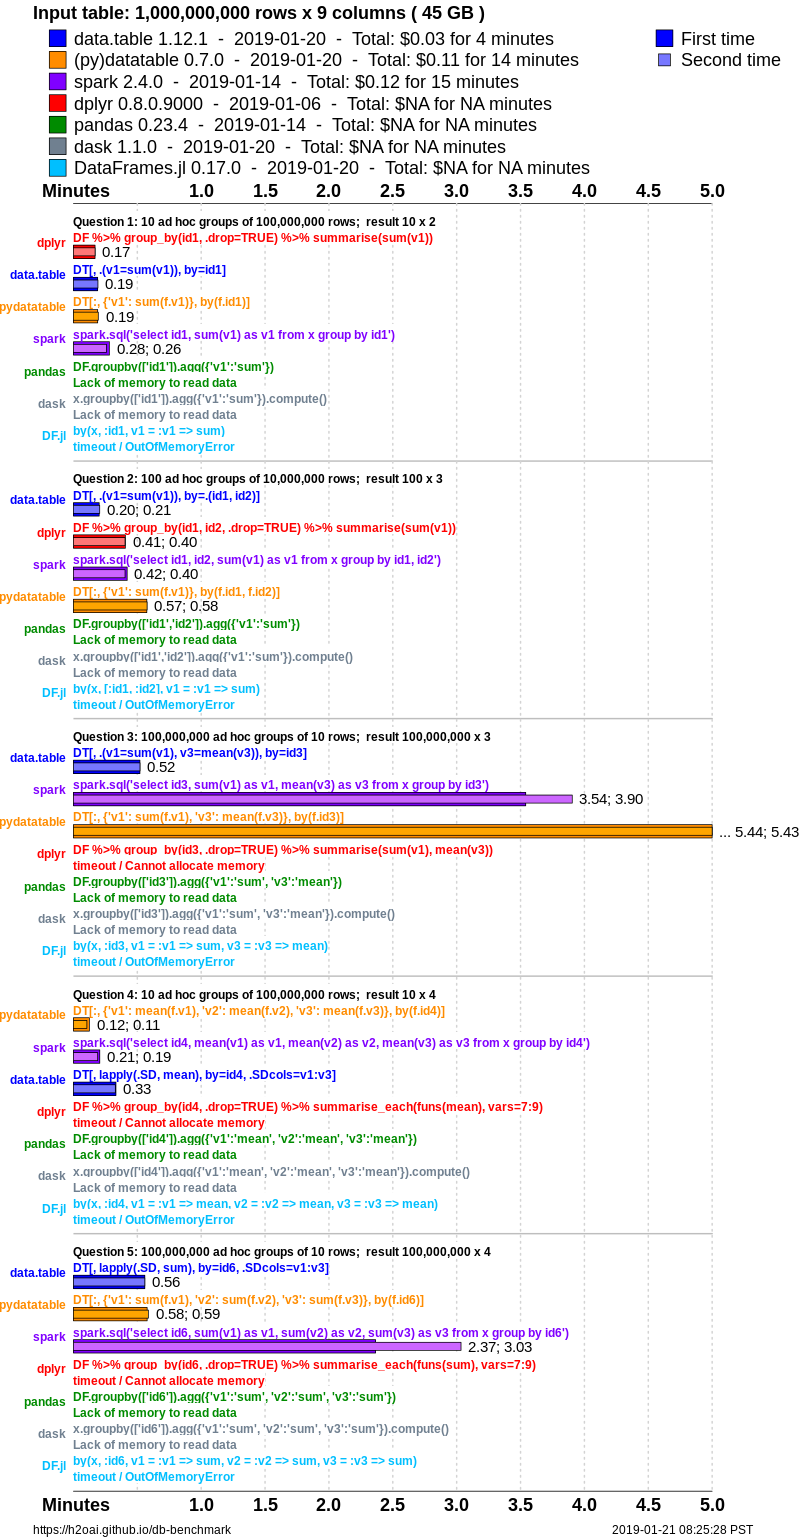 Input table: 1,000,000,000 rows x 9 columns ( 45 GB )
data.table 1.12.1 - 2019-01-20 - Total: $0.03 for 4 minutes
First time
(py)datatable 0.7.0 - 2019-01-20 - Total: $0.11 for 14 minutes
Second time
spark 2.4.0 - 2019-01-14 - Total: $0.12 for 15 minutes
dplyr 0.8.0.9000 - 2019-01-06 - Total: $NA for NA minutes
pandas 0.23.4 - 2019-01-14 - Total: $NA for NA minutes
dask 1.1.0 - 2019-01-20 - Total: $NA for NA minutes
DataFrames.jl 0.17.0 - 2019-01-20 - Total: $NA for NA minutes
Minutes 1.0 1.5 2.0 2.5 3.0 3.5 4.0 4.5 5.0
Question 1: 10 ad hoc groups of 100,000,000 rows; result 10 x 2
dplyr DF %>% group_by(id1, .drop=TRUE) %>% summarise(sum(v1))
0.17
data.table DT[, .(v1=sum(v1)), by=id1]
0.19
pydatatable DT[:, {'v1': sum(f.v1)}, by(f.id1)]
0.19
spark spark.sql('select id1, sum(v1) as v1 from x group by id1')
0.28; 0.26
pandas DF.groupby(['id1']).agg({'v1':'sum'})
Lack of memory to read data
dask x.groupby(['id1']).agg({'v1':'sum'}).compute()
Lack of memory to read data
DF.jl by(x, :id1, v1 = :v1 => sum)
timeout / OutOfMemoryError
Question 2: 100 ad hoc groups of 10,000,000 rows; result 100 x 3
data.table DT[, .(v1=sum(v1)), by=.(id1, id2)]
0.20; 0.21
dplyr DF %>% group_by(id1, id2, .drop=TRUE) %>% summarise(sum(v1))
0.41; 0.40
spark spark.sql('select id1, id2, sum(v1) as v1 from x group by id1, id2')
0.42; 0.40
pydatatable DT[:, {'v1': sum(f.v1)}, by(f.id1, f.id2)]
0.57; 0.58
pandas DF.groupby(['id1','id2']).agg({'v1':'sum'})
Lack of memory to read data
dask x.groupby(['id1','id2']).agg({'v1':'sum'}).compute()
Lack of memory to read data
DF.jl by(x, [:id1, :id2], v1 = :v1 => sum)
timeout / OutOfMemoryError
Question 3: 100,000,000 ad hoc groups of 10 rows; result 100,000,000 x 3
data.table DT[, .(v1=sum(v1), v3=mean(v3)), by=id3]
0.52
spark spark.sql('select id3, sum(v1) as v1, mean(v3) as v3 from x group by id3')
3.54; 3.90
pydatatable DT[:, {'v1': sum(f.v1), 'v3': mean(f.v3)}, by(f.id3)]
... 5.44; 5.43
dplyr DF %>% group_by(id3, .drop=TRUE) %>% summarise(sum(v1), mean(v3))
timeout / Cannot allocate memory
pandas DF.groupby(['id3']).agg({'v1':'sum', 'v3':'mean'})
Lack of memory to read data
dask x.groupby(['id3']).agg({'v1':'sum', 'v3':'mean'}).compute()
Lack of memory to read data
DF.jl by(x, :id3, v1 = :v1 => sum, v3 = :v3 => mean)
timeout / OutOfMemoryError
Question 4: 10 ad hoc groups of 100,000,000 rows; result 10 x 4
pydatatable DT[:, {'v1': mean(f.v1), 'v2': mean(f.v2), 'v3': mean(f.v3)}, by(f.id4)]
0.12; 0.11
spark spark.sql('select id4, mean(v1) as v1, mean(v2) as v2, mean(v3) as v3 from x group by id4')
0.21; 0.19
data.table DT[, lapply(.SD, mean), by=id4, .SDcols=v1:v3]
0.33
dplyr DF %>% group_by(id4, .drop=TRUE) %>% summarise_each(funs(mean), vars=7:9)
timeout / Cannot allocate memory
pandas DF.groupby(['id4']).agg({'v1':'mean', 'v2':'mean', 'v3':'mean'})
Lack of memory to read data
dask x.groupby(['id4']).agg({'v1':'mean', 'v2':'mean', 'v3':'mean'}).compute()
Lack of memory to read data
DF.jl by(x, :id4, v1 = :v1 => mean, v2 = :v2 => mean, v3 = :v3 => mean)
timeout / OutOfMemoryError
Question 5: 100,000,000 ad hoc groups of 10 rows; result 100,000,000 x 4
data.table DT[, lapply(.SD, sum), by=id6, .SDcols=v1:v3]
0.56
pydatatable DT[:, {'v1': sum(f.v1), 'v2': sum(f.v2), 'v3': sum(f.v3)}, by(f.id6)]
0.58; 0.59
spark spark.sql('select id6, sum(v1) as v1, sum(v2) as v2, sum(v3) as v3 from x group by id6')
2.37; 3.03
dplyr DF %>% group_by(id6, .drop=TRUE) %>% summarise_each(funs(sum), vars=7:9)
timeout / Cannot allocate memory
pandas DF.groupby(['id6']).agg({'v1':'sum', 'v2':'sum', 'v3':'sum'})
Lack of memory to read data
dask x.groupby(['id6']).agg({'v1':'sum', 'v2':'sum', 'v3':'sum'}).compute()
Lack of memory to read data
DF.jl by(x, :id6, v1 = :v1 => sum, v2 = :v2 => sum, v3 = :v3 => sum)
timeout / OutOfMemoryError
Minutes 1.0 1.5 2.0 2.5 3.0 3.5 4.0 4.5 5.0
https://h2oai.github.io/db-benchmark
2019-01-21 08:25:28 PST